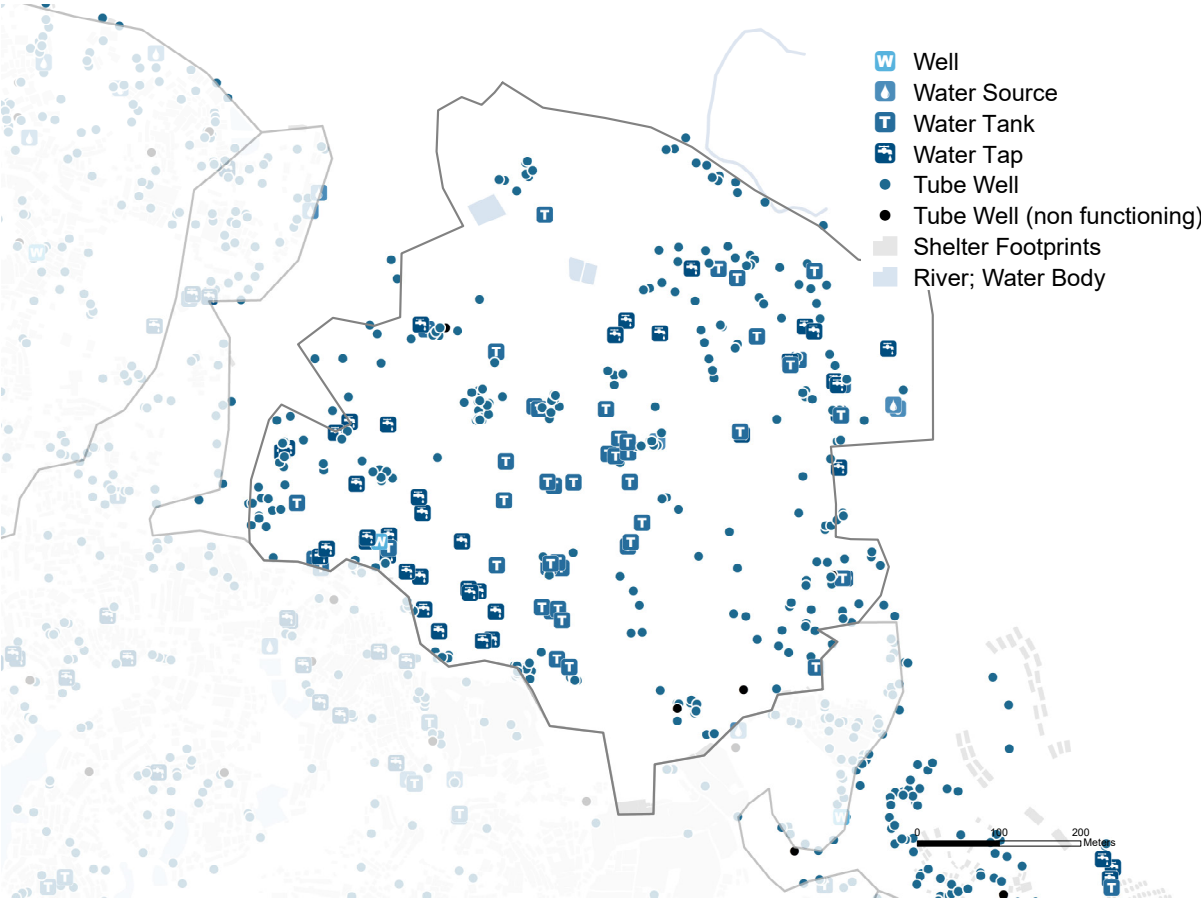 Well
Water Source
Water Tank
Water Tap
Tube Well
Tube Well (non functioning)
Shelter Footprints
River; Water Body
0 100 200
Meters